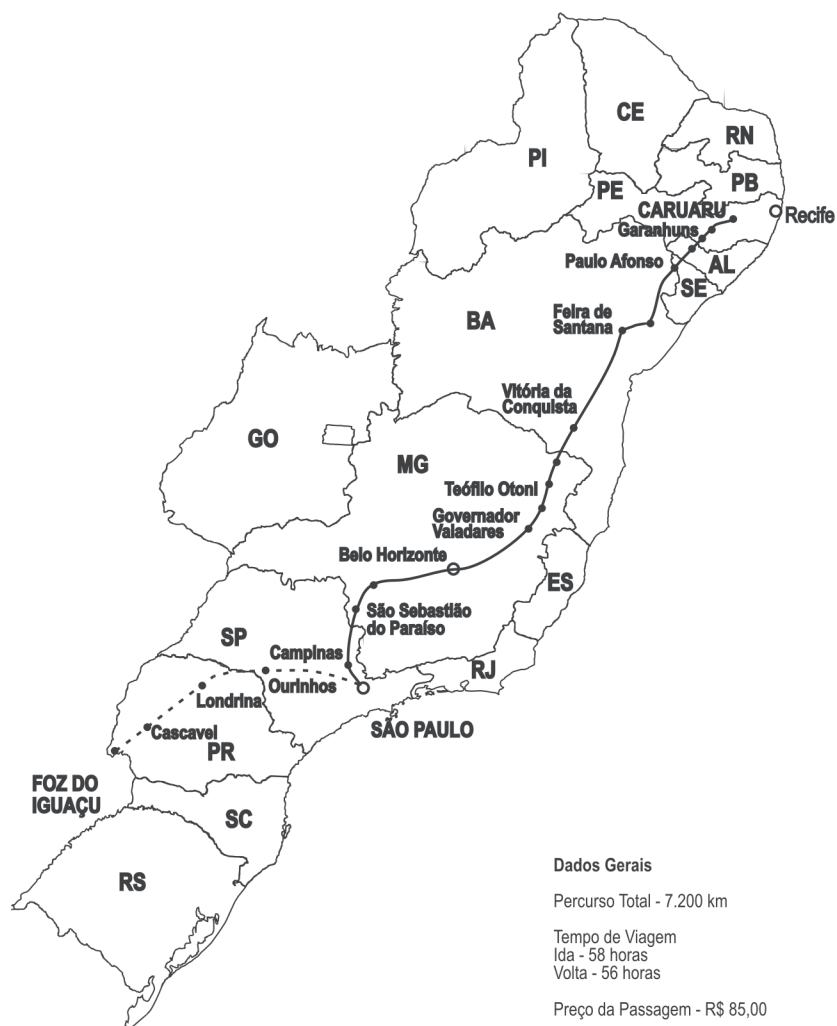 CE
RN
PI
PB
PE
CARUARU
Recife
Garanhuns
Paulo Afonso
AL
SE
BA
Feira de
Santana
Vitória da
Conquista
GO
MG
Teófilo Otoni
Governador
Valadares
Belo Horizonte
ES
São Sebastião
do Paraíso
SP
Campinas
RJ
Ourinhos
Londrina
SÃO PAULO
Cascavel
PR
FOZ DO
IGUAÇU
SC
RS
Dados Gerais
Percurso Total - 7.200 km
Tempo de Viagem
Ida - 58 horas
Volta - 56 horas
Preço da Passagem - R$ 85,00